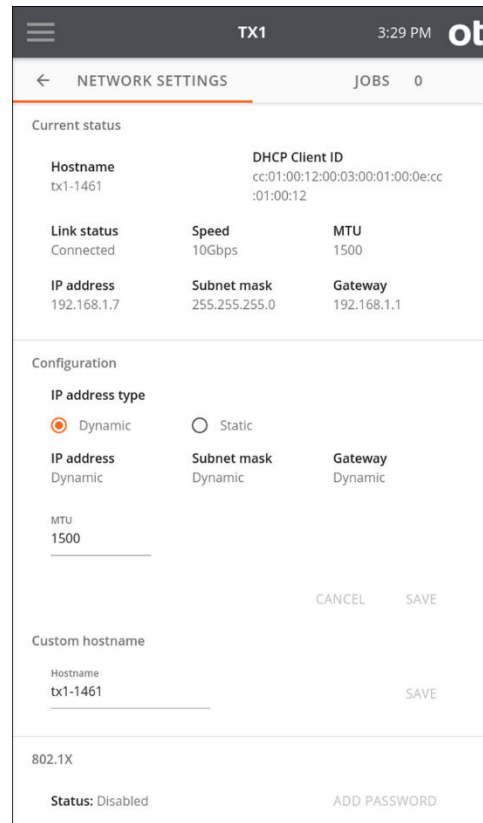 TX1 3:29 PM ot
← NETWORK SETTINGS JOBS 0
Current status
Hostname DHCP Client ID
tx1-1461 cc:01:00:12:00:03:00:01:00:0e:cc
:01:00:12
Link status Speed MTU
Connected 10Gbps 1500
IP address Subnet mask Gateway
192.168.1.7 255.255.255.0 192.168.1.1
Configuration
IP address type
Dynamic Static
IP address Subnet mask Gateway
Dynamic Dynamic Dynamic
MTU
1500
CANCEL SAVE
Custom hostname
Hostname
tx1-1461 SAVE
802.1X
Status: Disabled ADD PASSWORD